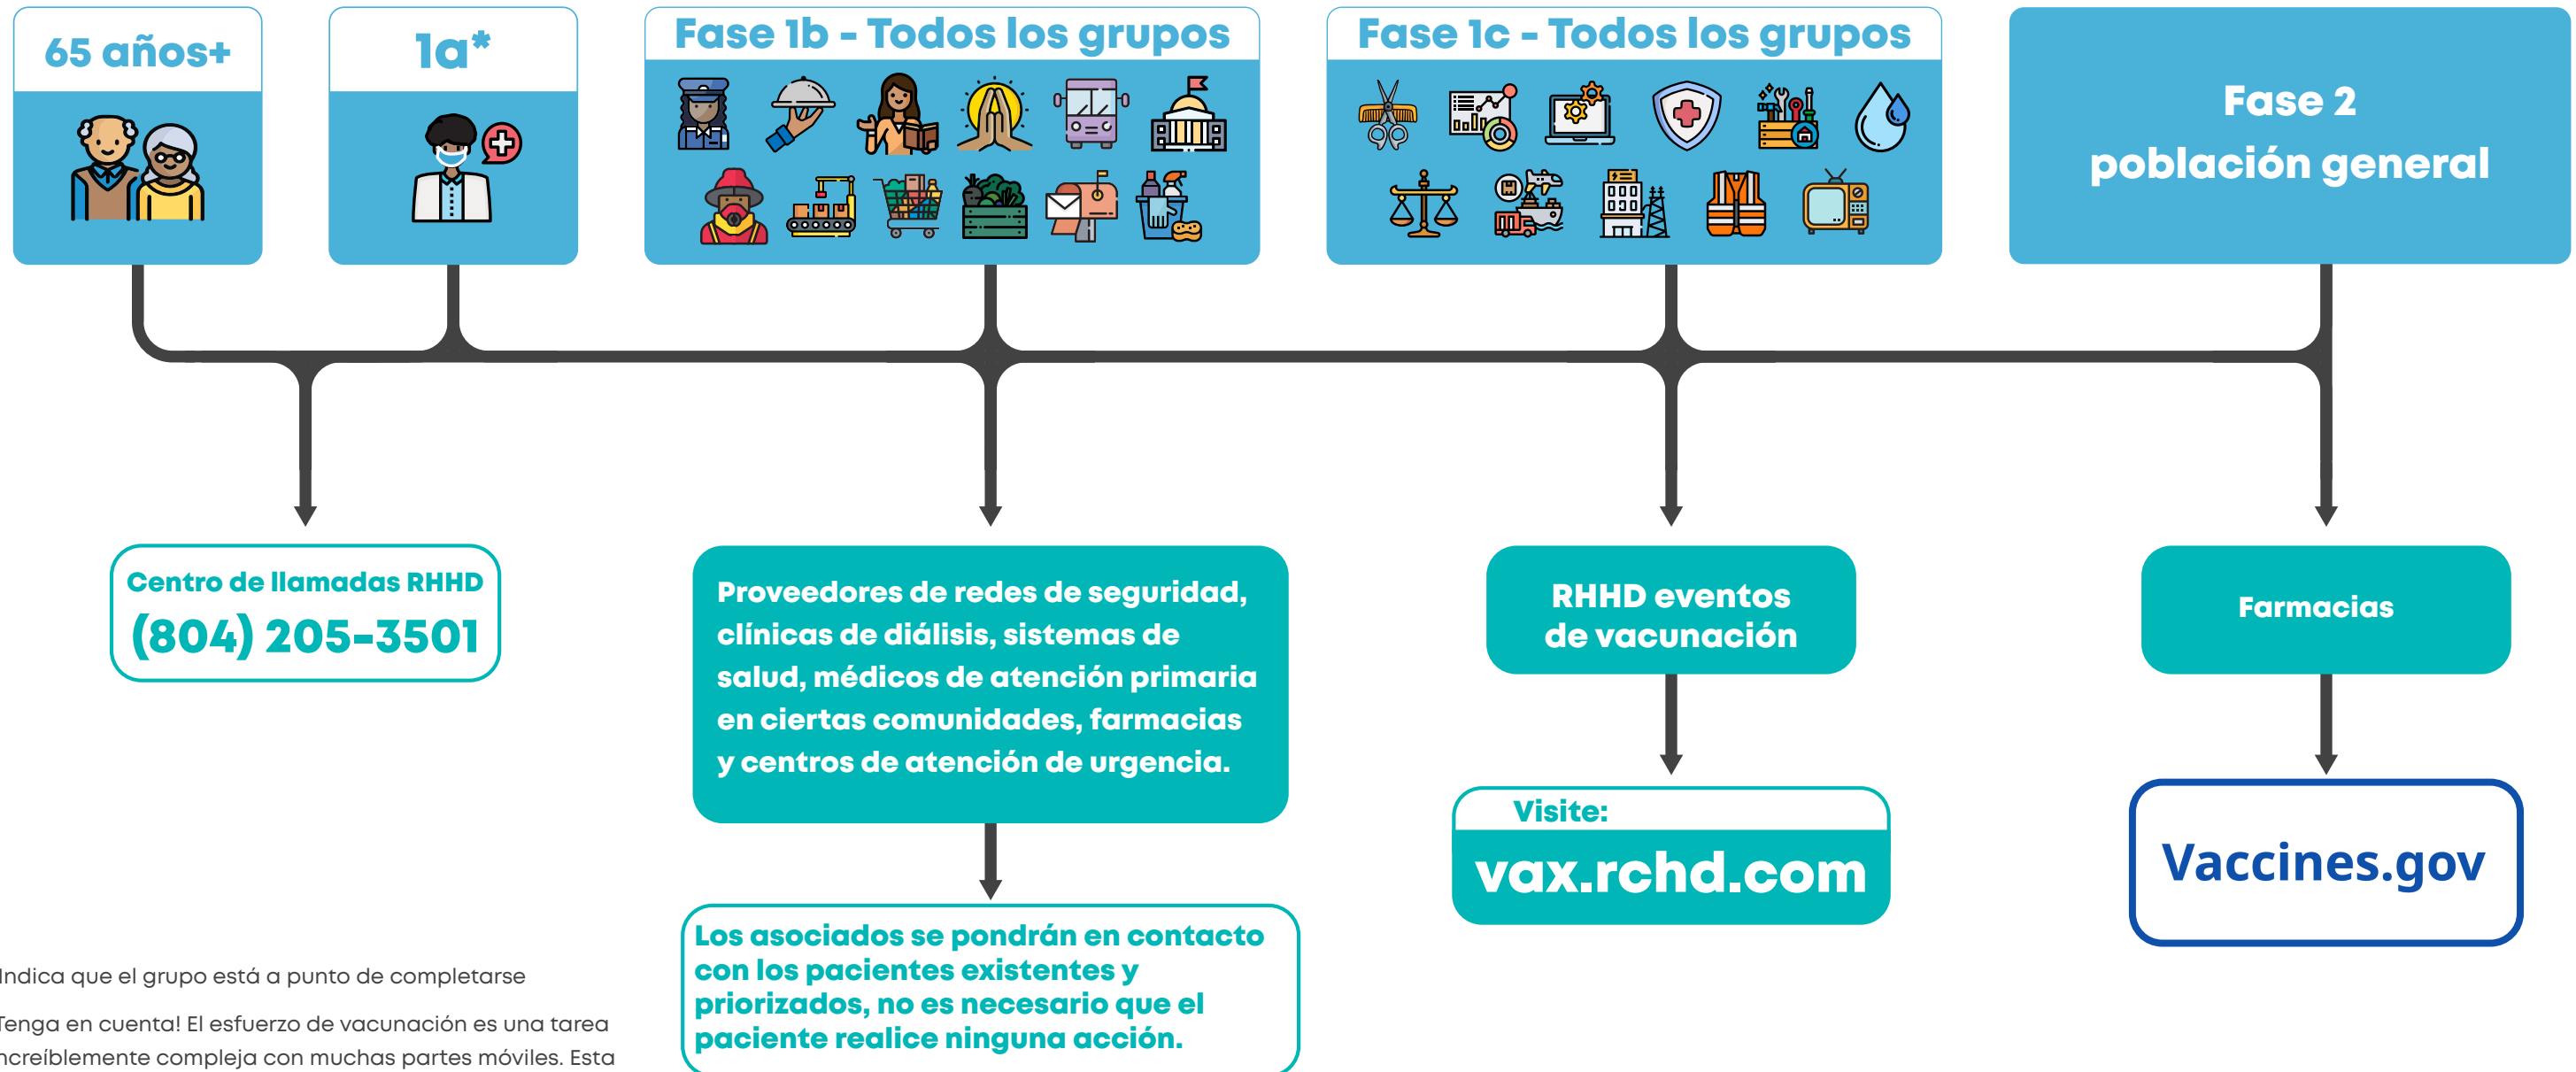 65 años+
1a*
Fase 1b - Todos los grupos
Fase 1c - Todos los grupos
Fase 2
población general
Centro de llamadas RHHD
(804) 205-3501
Proveedores de redes de seguridad,
clínicas de diálisis, sistemas de
salud, médicos de atención primaria
en ciertas comunidades, farmacias
y centros de atención de urgencia.
Los asociados se pondrán en contacto
con los pacientes existentes y
priorizados, no es necesario que el
paciente realice ninguna acción.
RHHD eventos
de vacunación
Visite:
vax.rchd.com
Farmacias
Vaccines.gov
Indica que el grupo está a punto de completarse
Tenga en cuenta! El esfuerzo de vacunación es una tarea
increíblemente compleja con muchas partes móviles. Esta